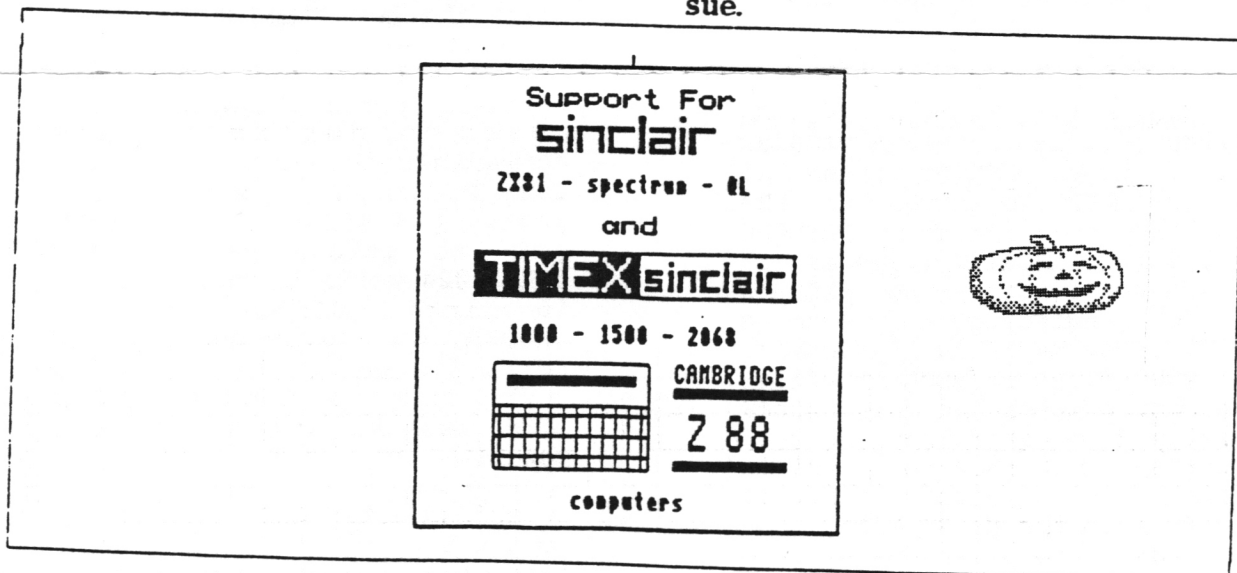 sue.
Support For
sinclair
ZX81 - spectrum - QL
and
TIMEX sinclair
1000 - 1500 - 2068
CAMBRIDGE
Z 88
computers